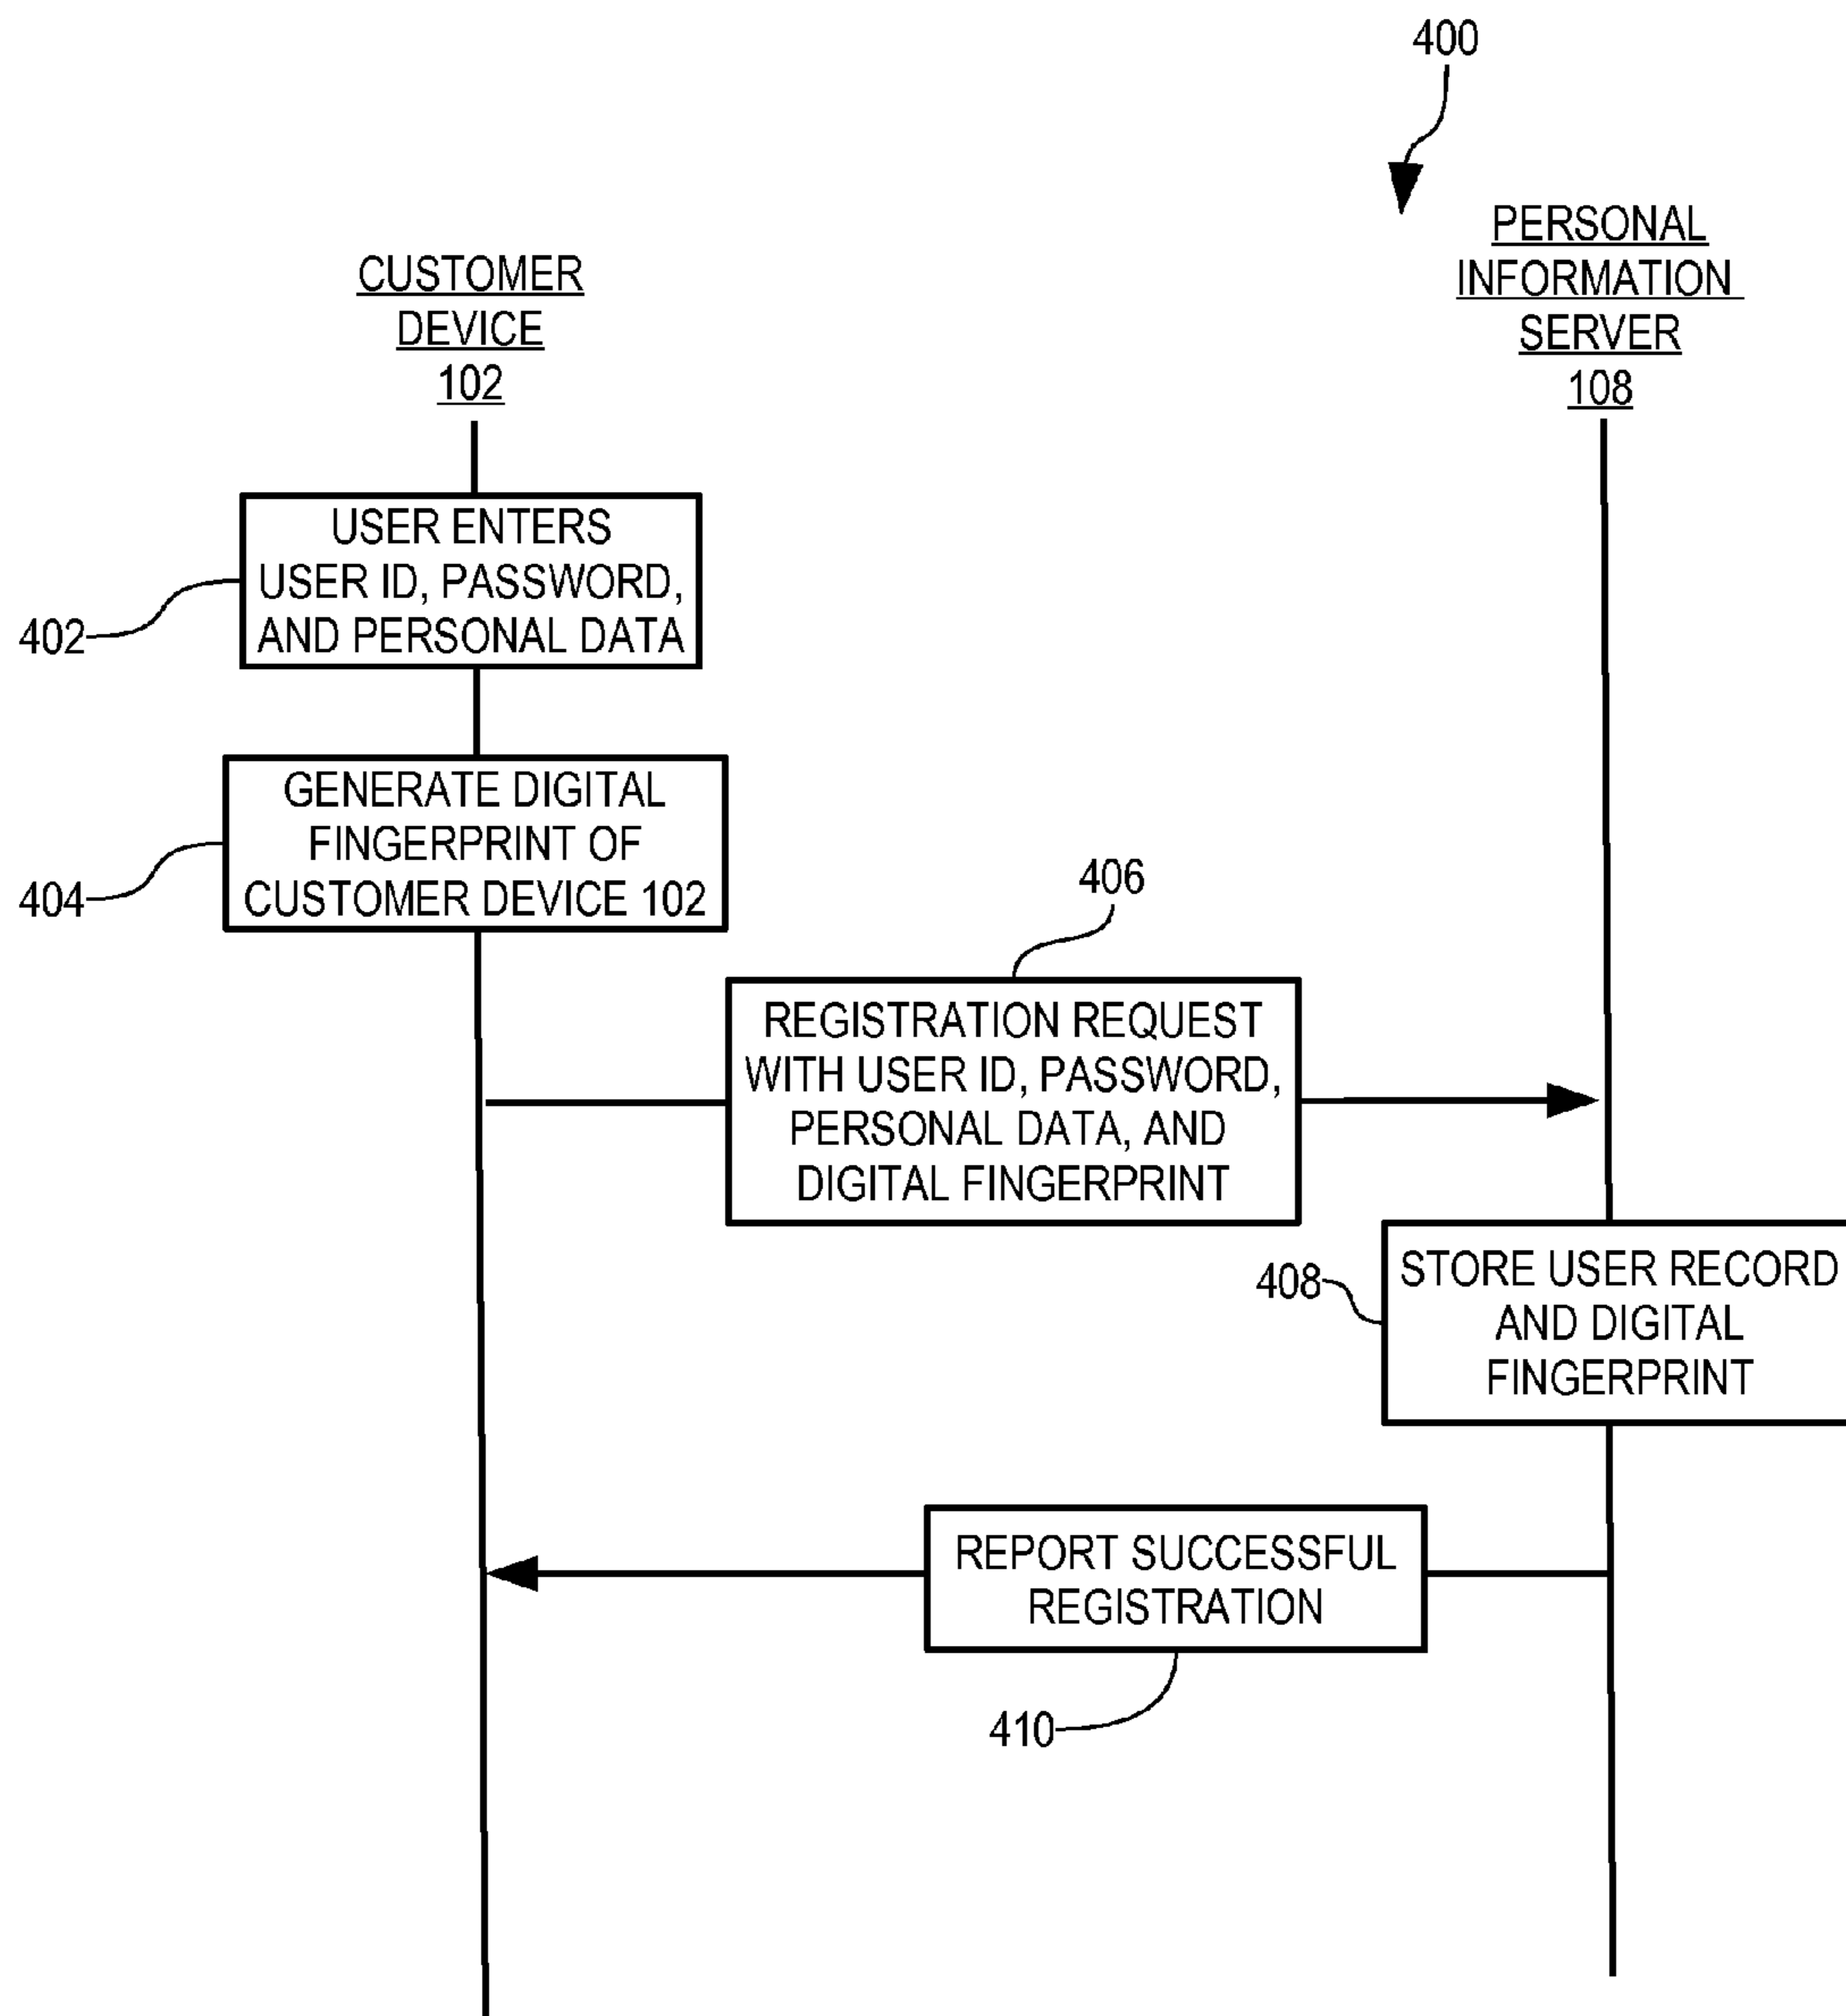 400
CUSTOMER
DEVICE
102
PERSONAL
INFORMATION
SERVER
108
USER ENTERS
USER ID, PASSWORD,
AND PERSONAL DATA
402
GENERATE DIGITAL
FINGERPRINT OF
CUSTOMER DEVICE 102
404
406
REGISTRATION REQUEST
WITH USER ID, PASSWORD,
PERSONAL DATA, AND
DIGITAL FINGERPRINT
408
STORE USER RECORD
AND DIGITAL
FINGERPRINT
REPORT SUCCESSFUL
REGISTRATION
410